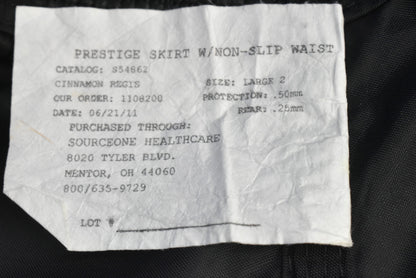 PRESTIGE SKIRT W/NON-SLIP WAIST
CATALOG: S54662
CINNAMON REGIS SIZE: LARGE 2
OUR ORDER: 1108200 PROTECTION: .50mm
DATE: 06/21/11 REAR: .25mm
PURCHASED THROUGH:
SOURCEONE HEALTHCARE
8020 TYLER BLVD.
MENTOR, OH 44060
800/635-9729
LOT #